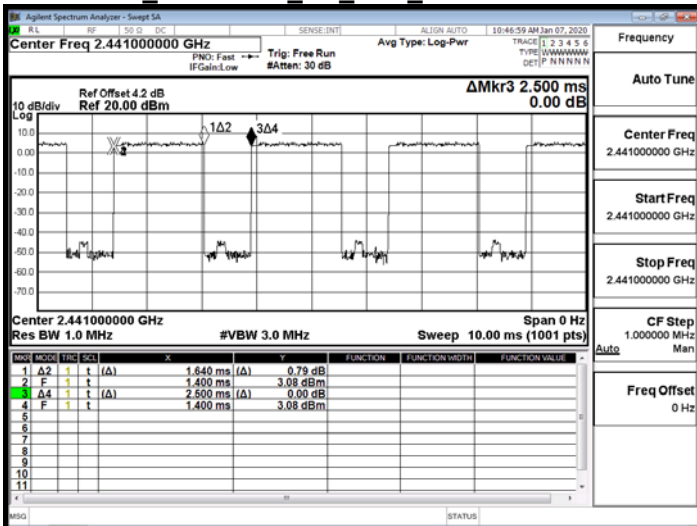 Agilent Spectrum Analyzer - Swept SA
RL RF 50 Ω DC SENSE:INT ALIGN AUTO 10:46:59 AM Jan 07, 2020
Center Freq 2.441000000 GHz
PNO: Fast
IFGain:Low
Trig: Free Run
#Atten: 30 dB
Avg Type: Log-Pwr
TRACE 1 2 3 4 5 6
TYPE WWWWWW
DET P NNNNN
Ref Offset 4.2 dB
10 dB/div Ref 20.00 dBm
ΔMkr3 2.500 ms
0.00 dB
Log
10.0
0.00
-10.0
-20.0
-30.0
-40.0
-50.0
-60.0
-70.0
1Δ2
3Δ4
Center 2.441000000 GHz
Span 0 Hz
Res BW 1.0 MHz
#VBW 3.0 MHz
Sweep 10.00 ms (1001 pts)
MKR MODE TRC SCL X Y FUNCTION FUNCTION WIDTH FUNCTION VALUE
1 Δ2 1 t (Δ) 1.640 ms (Δ) 0.79 dB
2 F 1 t 1.400 ms 3.08 dBm
3 Δ4 1 t (Δ) 2.500 ms (Δ) 0.00 dB
4 F 1 t 1.400 ms 3.08 dBm
5
6
7
8
9
10
11
MSG
STATUS
Frequency
Auto Tune
Center Freq
2.441000000 GHz
Start Freq
2.441000000 GHz
Stop Freq
2.441000000 GHz
CF Step
1.000000 MHz
Auto Man
Freq Offset
0 Hz